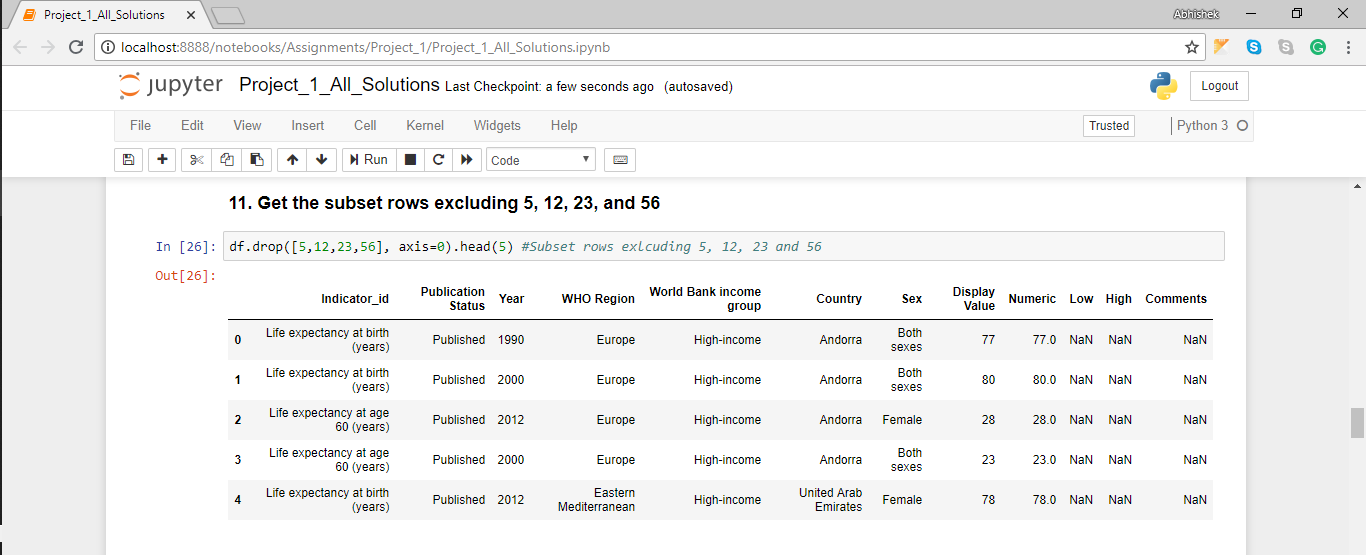 Project_1_All_Solutions
Abhishek
localhost:8888/notebooks/Assignments/Project_1/Project_1_All_Solutions.ipynb
jupyter Project_1_All_Solutions Last Checkpoint: a few seconds ago (autosaved)
Logout
File Edit View Insert Cell Kernel Widgets Help Trusted Python 3
Run Code
11. Get the subset rows excluding 5, 12, 23, and 56
In [26]: df.drop([5,12,23,56], axis=0).head(5) #Subset rows exlcuding 5, 12, 23 and 56
Out[26]:
Indicator_id Publication Status Year WHO Region World Bank income group Country Sex Display Value Numeric Low High Comments
0 Life expectancy at birth (years) Published 1990 Europe High-income Andorra Both sexes 77 77.0 NaN NaN NaN
1 Life expectancy at birth (years) Published 2000 Europe High-income Andorra Both sexes 80 80.0 NaN NaN NaN
2 Life expectancy at age 60 (years) Published 2012 Europe High-income Andorra Female 28 28.0 NaN NaN NaN
3 Life expectancy at age 60 (years) Published 2000 Europe High-income Andorra Both sexes 23 23.0 NaN NaN NaN
4 Life expectancy at birth (years) Published 2012 Eastern Mediterranean High-income United Arab Emirates Female 78 78.0 NaN NaN NaN